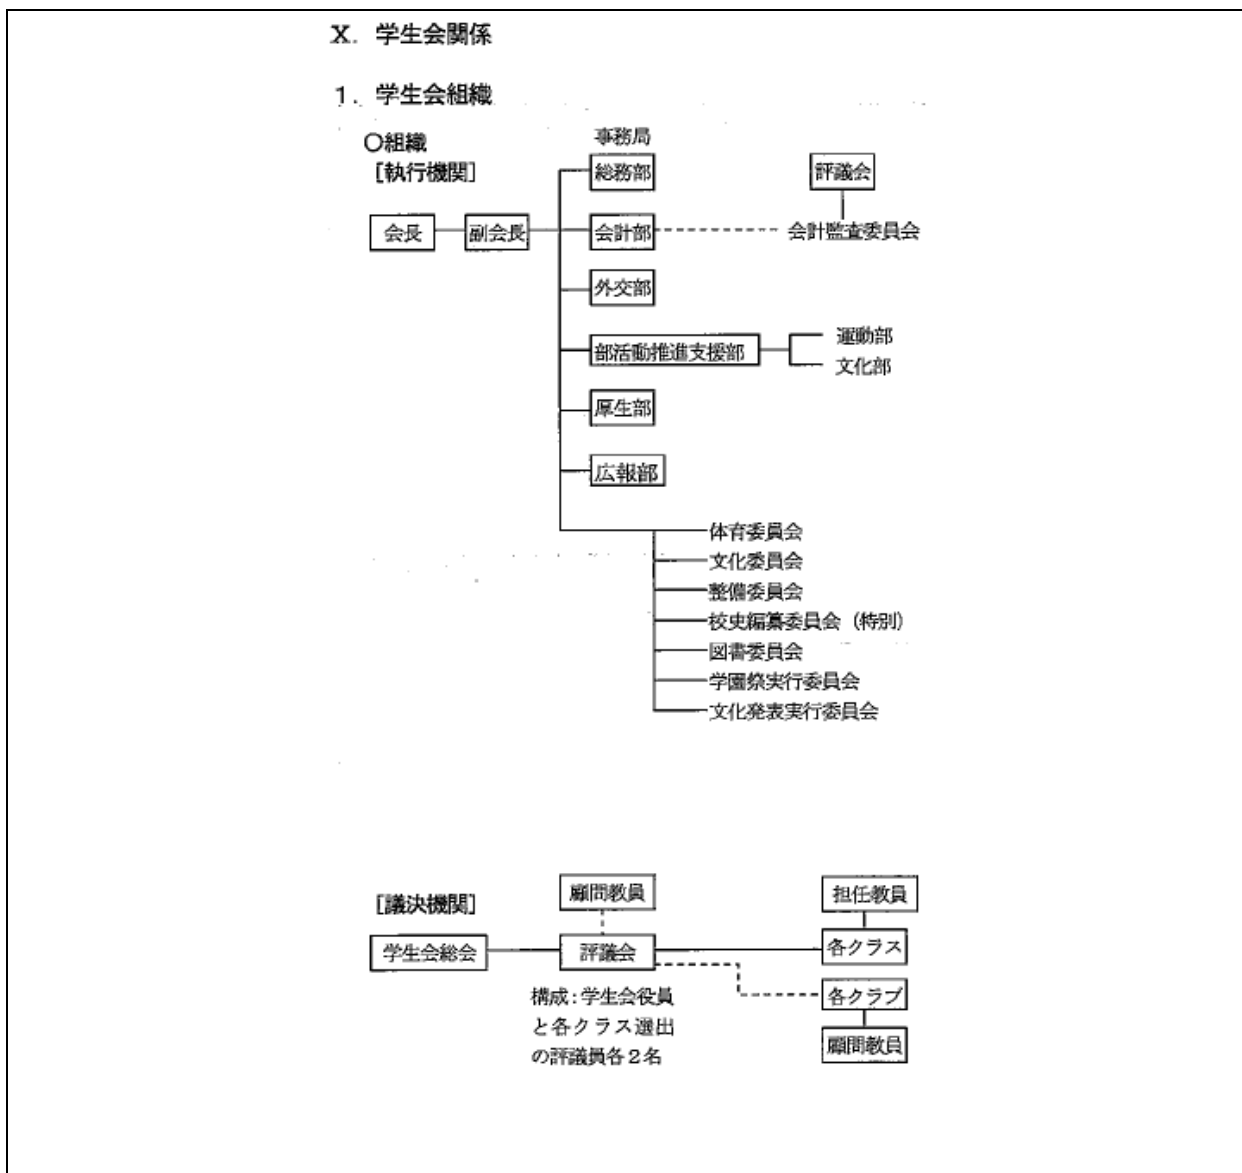 X. 学生会関係
1. 学生会組織
○組織
[執行機関]
事務局
総務部
評議会
会長
副会長
会計部
会計監査委員会
外交部
部活動推進支援部
運動部
文化部
厚生部
広報部
体育委員会
文化委員会
整備委員会
校史編纂委員会（特別）
図書委員会
学園祭実行委員会
文化発表実行委員会
[議決機関]
顧問教員
担任教員
学生会総会
評議会
各クラス
構成：学生会役員
と各クラス選出
の評議員各２名
各クラブ
顧問教員